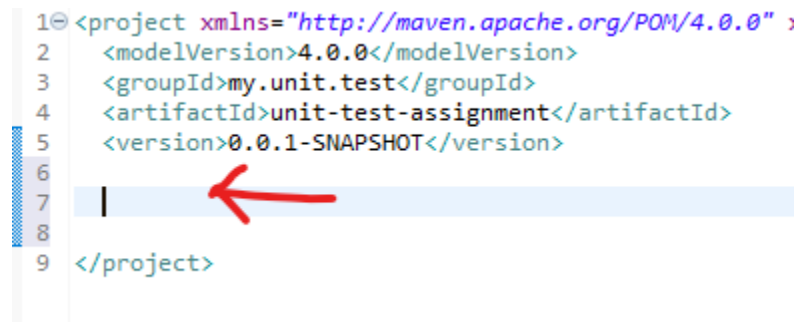 1 <project xmlns="http://maven.apache.org/POM/4.0.0"
2 <modelVersion>4.0.0</modelVersion>
3 <groupId>my.unit.test</groupId>
4 <artifactId>unit-test-assignment</artifactId>
5 <version>0.0.1-SNAPSHOT</version>
6
7
8
9 </project>